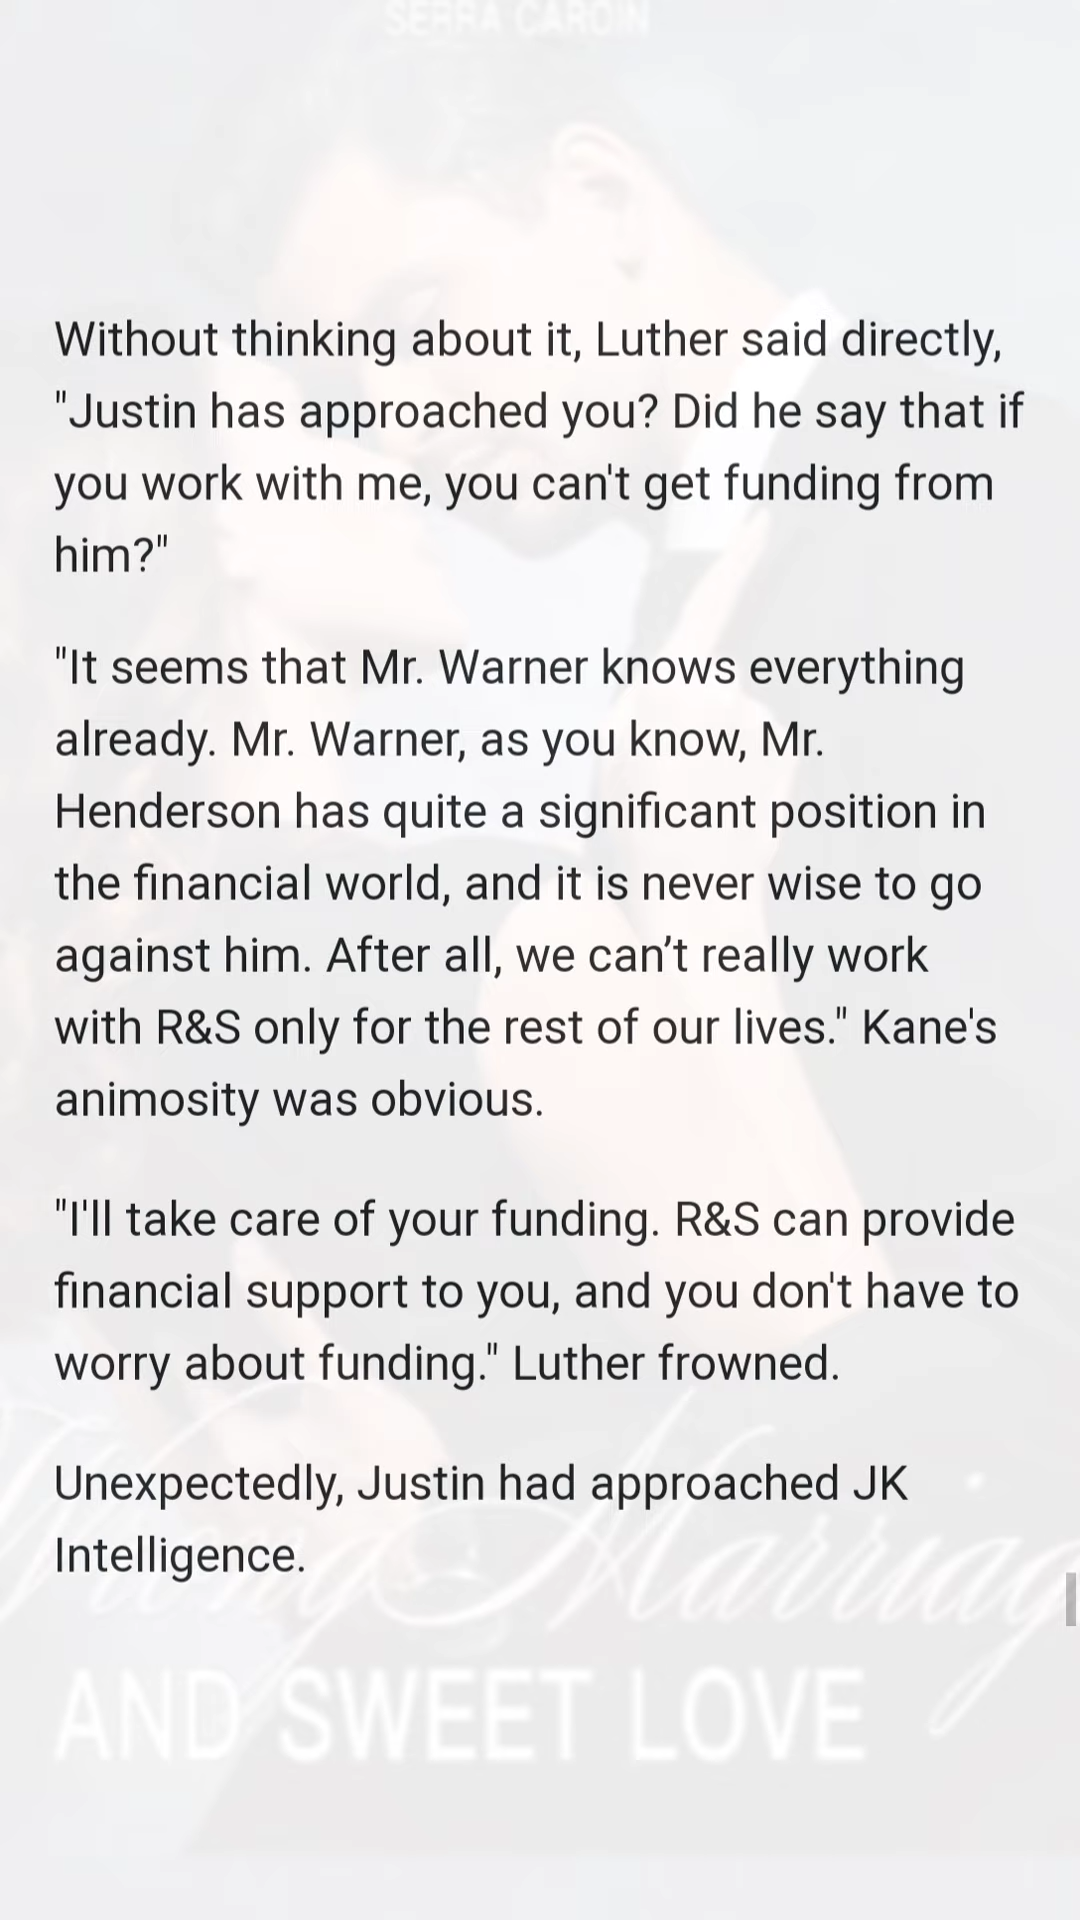 SERRA CARDIN
Without thinking about it, Luther said directly,
"Justin has approached you? Did he say that if
you work with me, you can't get funding from
him?"
"It seems that Mr. Warner knows everything
already. Mr. Warner, as you know, Mr.
Henderson has quite a significant position in
the financial world, and it is never wise to go
against him. After all, we can’t really work
with R&S only for the rest of our lives." Kane's
animosity was obvious.
"I'll take care of your funding. R&S can provide
financial support to you, and you don't have to
worry about funding." Luther frowned.
Unexpectedly, Justin had approached JK
Intelligence.
Wrong Marriag
AND SWEET LOVE